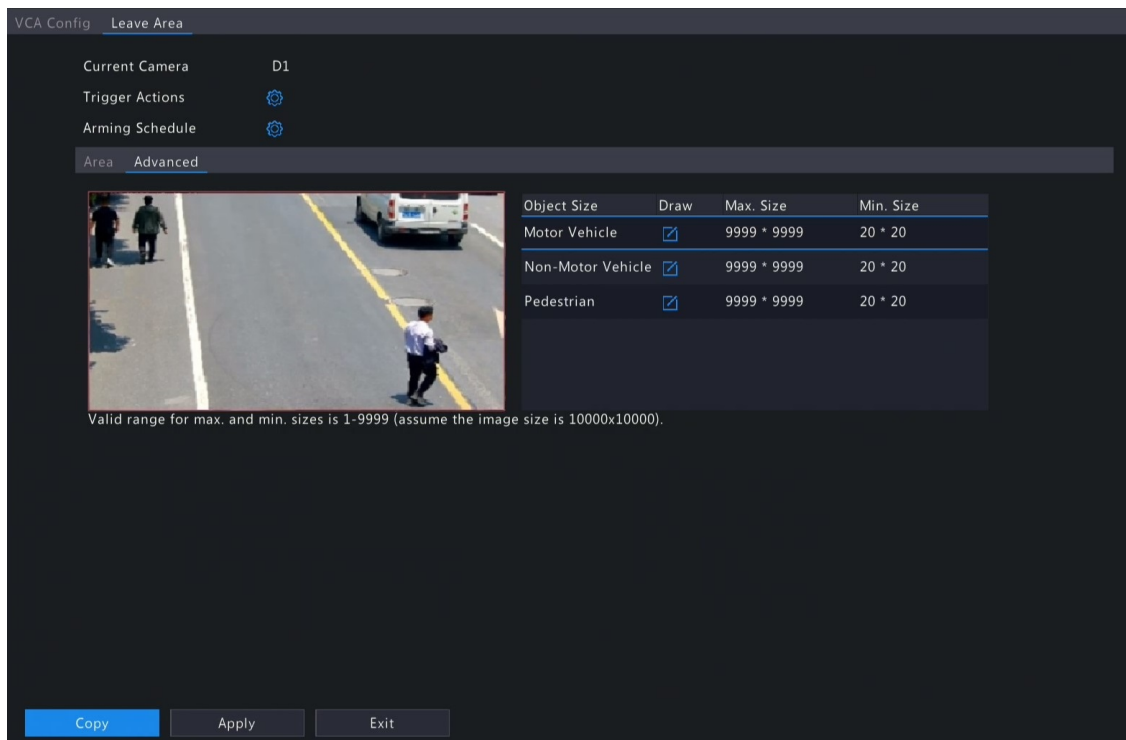 VCA Config Leave Area
Current Camera D1
Trigger Actions
Arming Schedule
Area Advanced
Object Size Draw Max. Size Min. Size
Motor Vehicle 9999 * 9999 20 * 20
Non-Motor Vehicle 9999 * 9999 20 * 20
Pedestrian 9999 * 9999 20 * 20
Valid range for max. and min. sizes is 1-9999 (assume the image size is 10000x10000).
Copy Apply Exit